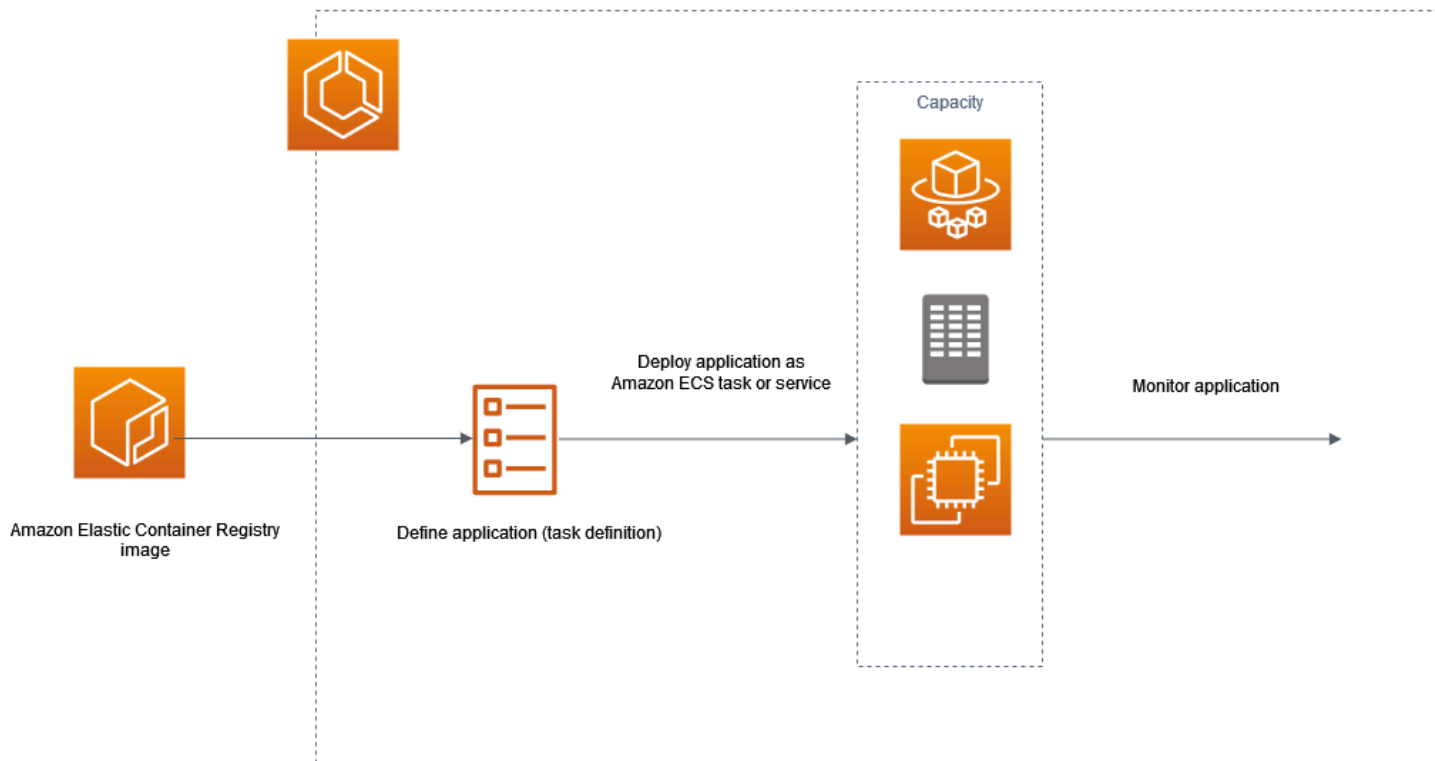 Capacity
Deploy application as
Amazon ECS task or service
Monitor application
Amazon Elastic Container Registry
image
Define application (task definition)